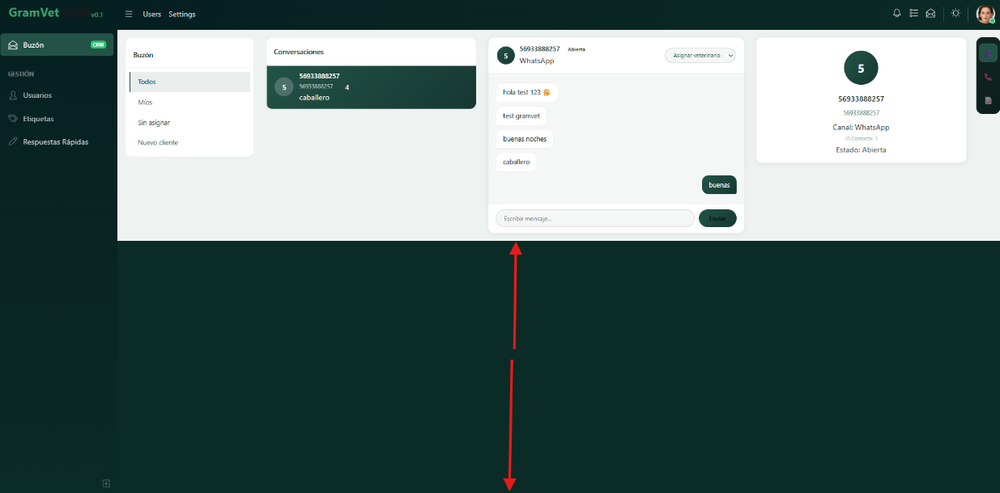 GramVet CRM v0.1
Users Settings
Buzón CRM
GESTIÓN
Usuarios
Etiquetas
Respuestas Rápidas
Buzón
Todos
Míos
Sin asignar
Nuevo cliente
Conversaciones
5
56933888257
56933888257 4
caballero
5
56933888257 Abierta
WhatsApp
Asignar veterinario
hola test 123 🥳
test gramvet
buenas noches
caballero
buenas
Escribir mensaje...
Enviar
5
56933888257
56933888257
Canal: WhatsApp
ID Contacto: 1
Estado: Abierta